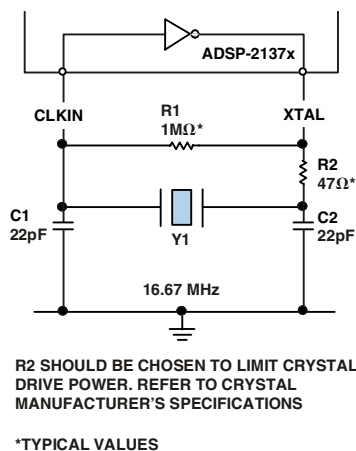 ADSP-2137x
CLKIN
XTAL
R1
1MΩ*
R2
47Ω*
C1
22pF
Y1
C2
22pF
16.67 MHz
R2 SHOULD BE CHOSEN TO LIMIT CRYSTAL
DRIVE POWER. REFER TO CRYSTAL
MANUFACTURER'S SPECIFICATIONS
*TYPICAL VALUES